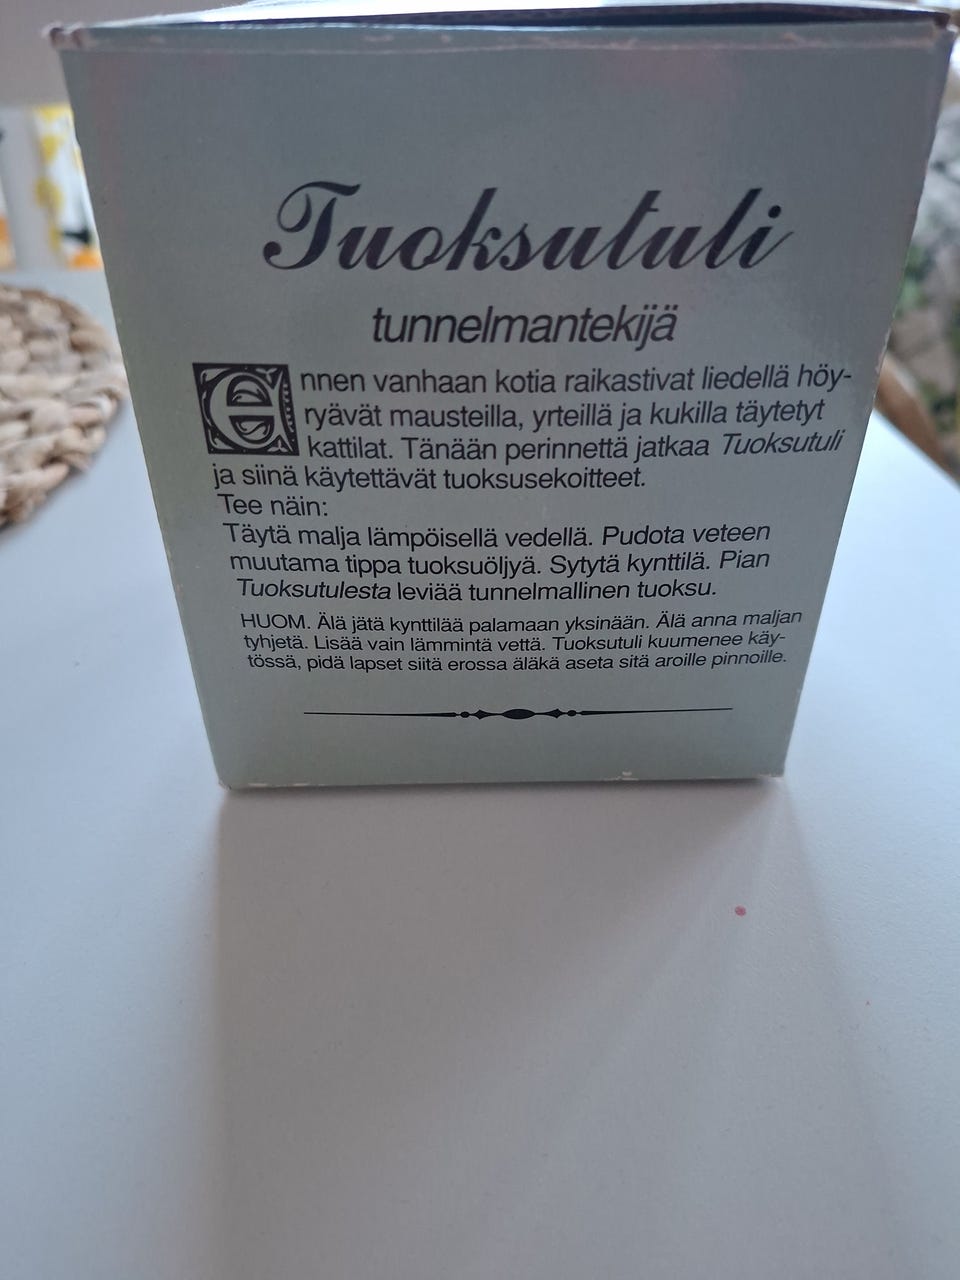 Tuoksutuli
tunnelmantekijä
Ennen vanhaan kotia raikastivat liedellä höy-
ryävät mausteilla, yrteillä ja kukilla täytetyt
kattilat. Tänään perinnettä jatkaa Tuoksutuli
ja siinä käytettävät tuoksusekoitteet.
Tee näin:
Täytä malja lämpöisellä vedellä. Pudota veteen
muutama tippa tuoksuöljyä. Sytytä kynttilä. Pian
Tuoksutulesta leviää tunnelmallinen tuoksu.
HUOM. Älä jätä kynttilää palamaan yksinään. Älä anna maljan
tyhjetä. Lisää vain lämmintä vettä. Tuoksutuli kuumenee käy-
tössä, pidä lapset siitä erossa äläkä aseta sitä aroille pinnoille.